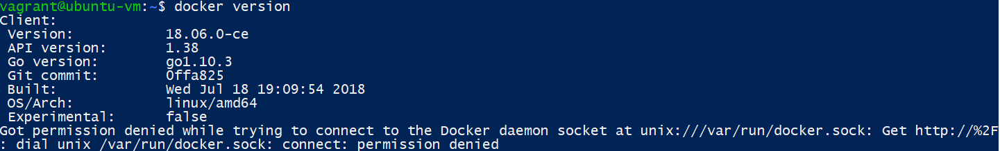 vagrant@ubuntu-vm:~$ docker version
Client:
 Version:           18.06.0-ce
 API version:       1.38
 Go version:        go1.10.3
 Git commit:        0ffa825
 Built:             Wed Jul 18 19:09:54 2018
 OS/Arch:           linux/amd64
 Experimental:      false
Got permission denied while trying to connect to the Docker daemon socket at unix:///var/run/docker.sock: Get http://%2F
: dial unix /var/run/docker.sock: connect: permission denied